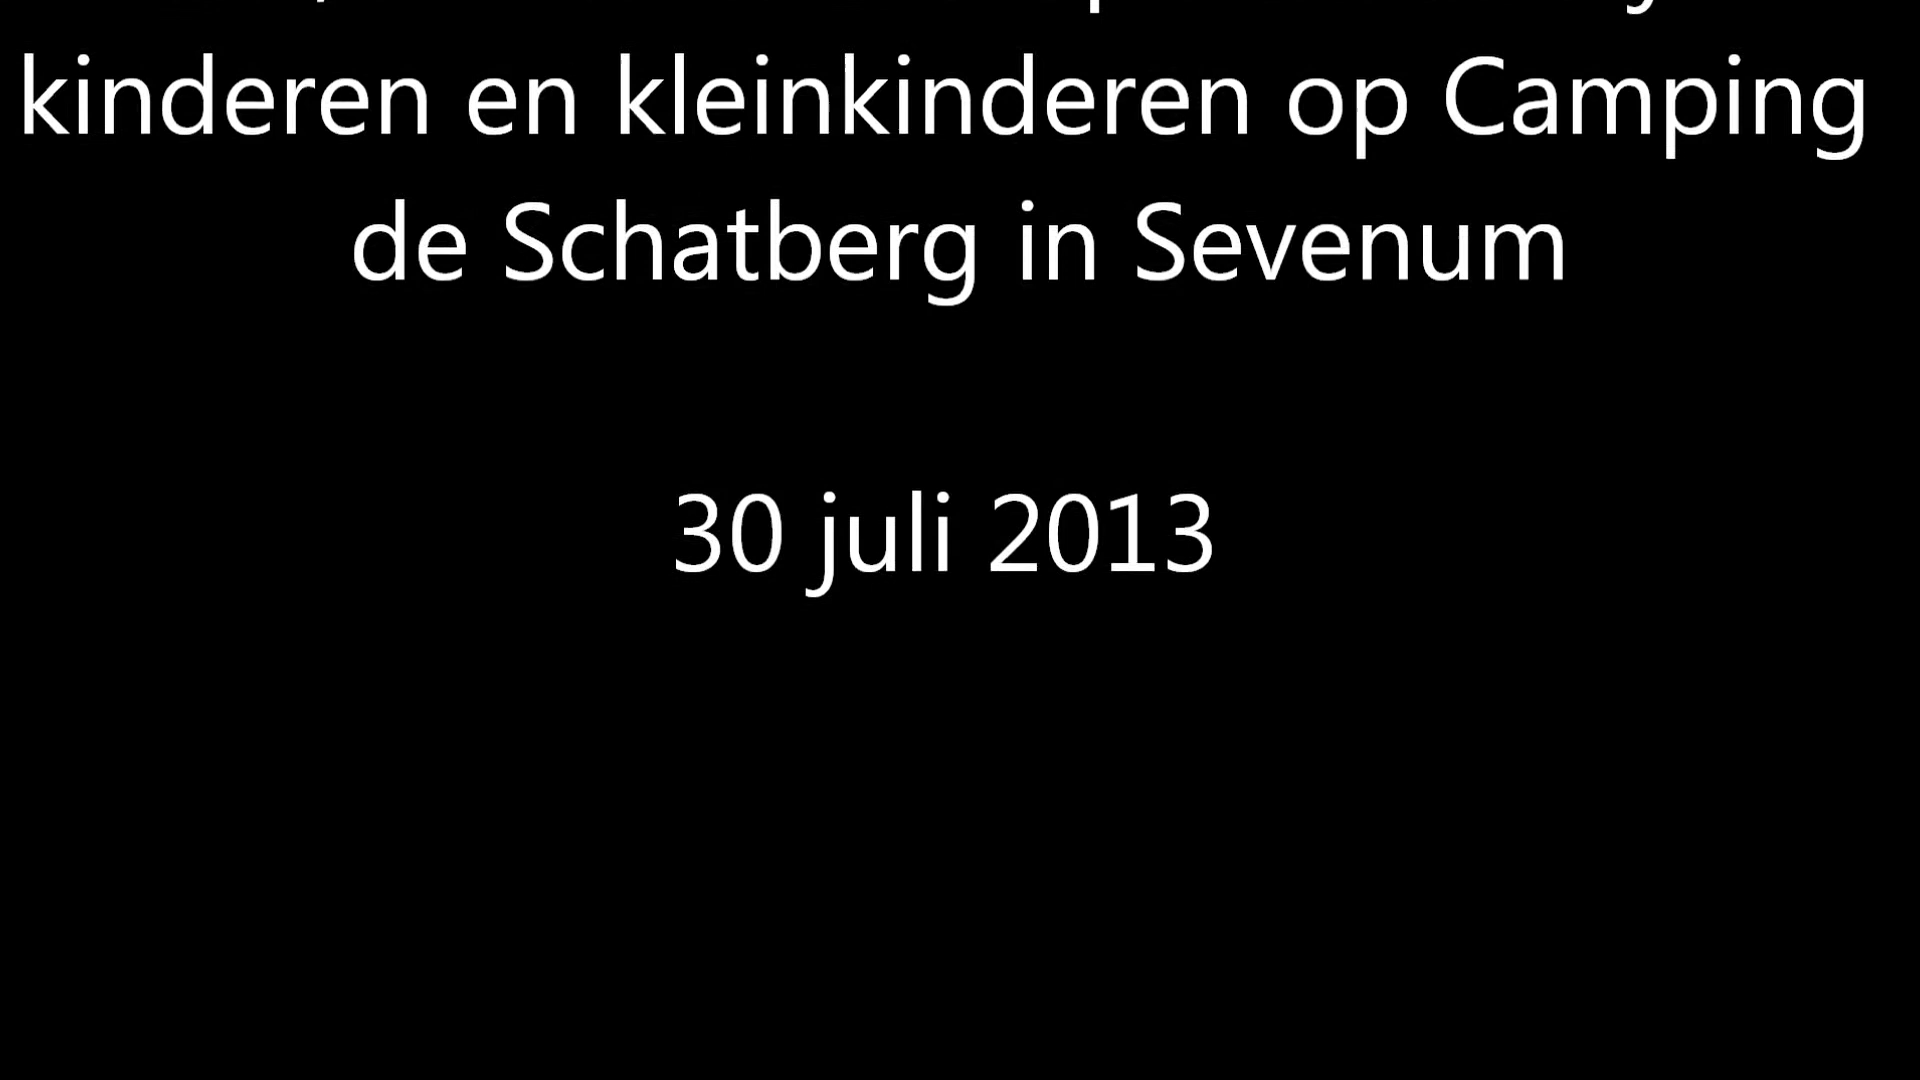 kinderen en kleinkinderen op Camping
de Schatberg in Sevenum
30 juli 2013